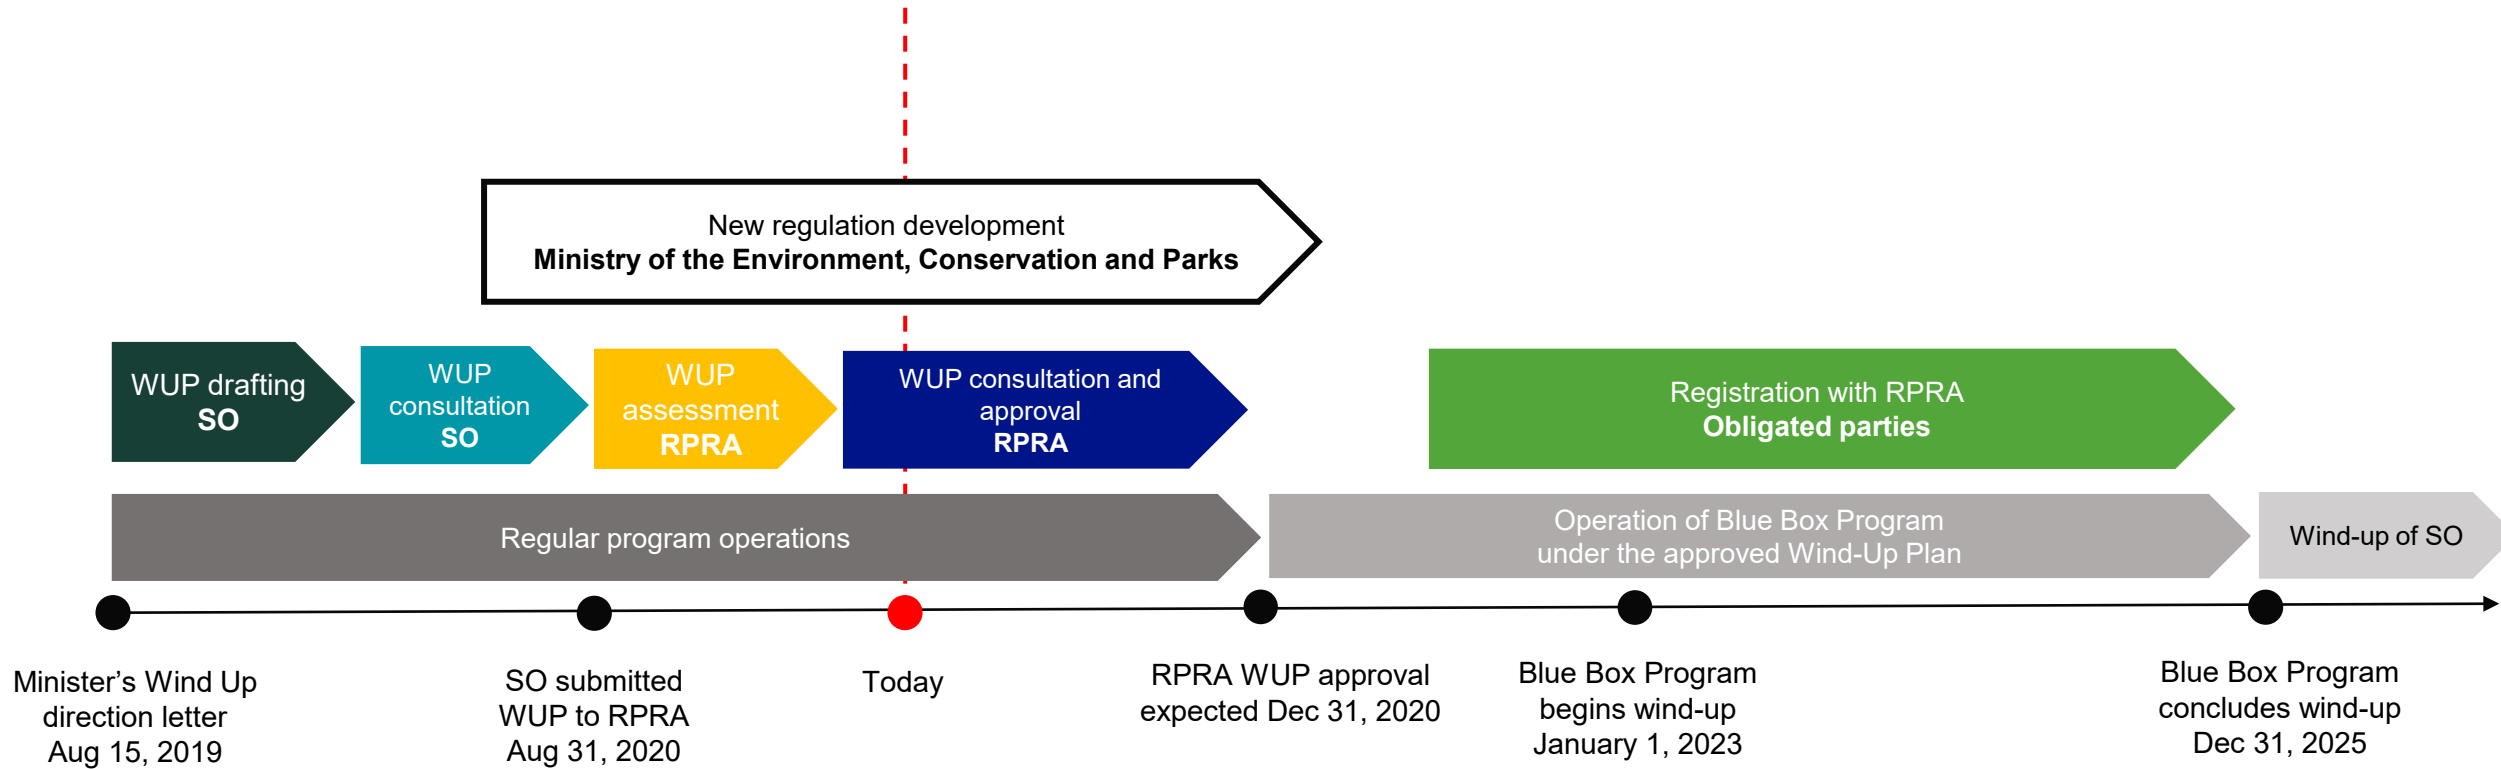 New regulation development
Ministry of the Environment, Conservation and Parks
WUP drafting
SO
WUP
consultation
SO
WUP
assessment
RPRA
WUP consultation and
approval
RPRA
Registration with RPRA
Obligated parties
Regular program operations
Operation of Blue Box Program
under the approved Wind-Up Plan
Wind-up of SO
Minister’s Wind Up
direction letter
Aug 15, 2019
SO submitted
WUP to RPRA
Aug 31, 2020
Today
RPRA WUP approval
expected Dec 31, 2020
Blue Box Program
begins wind-up
January 1, 2023
Blue Box Program
concludes wind-up
Dec 31, 2025